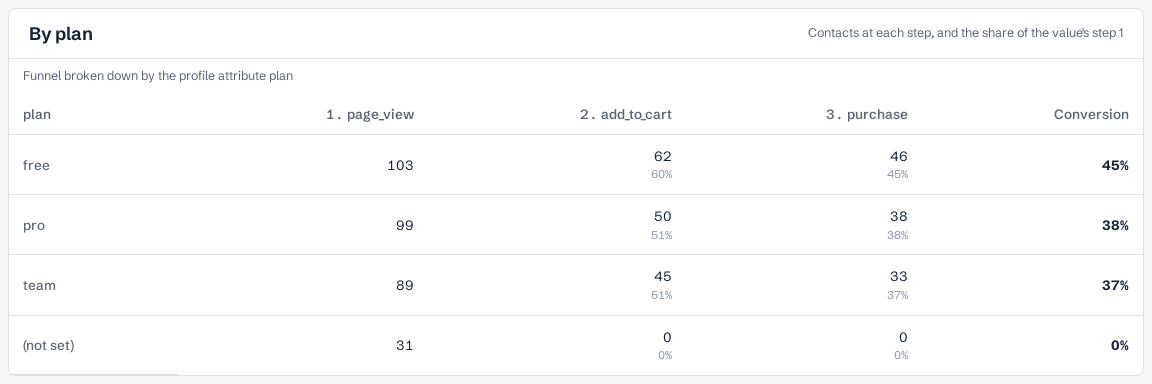 By plan
Contacts at each step, and the share of the value's step 1
Funnel broken down by the profile attribute plan
plan 1. page_view 2. add_to_cart 3. purchase Conversion
free 103 62 46 45%
60% 45%
pro 99 50 38 38%
51% 38%
team 89 45 33 37%
51% 37%
(not set) 31 0 0 0%
0% 0%